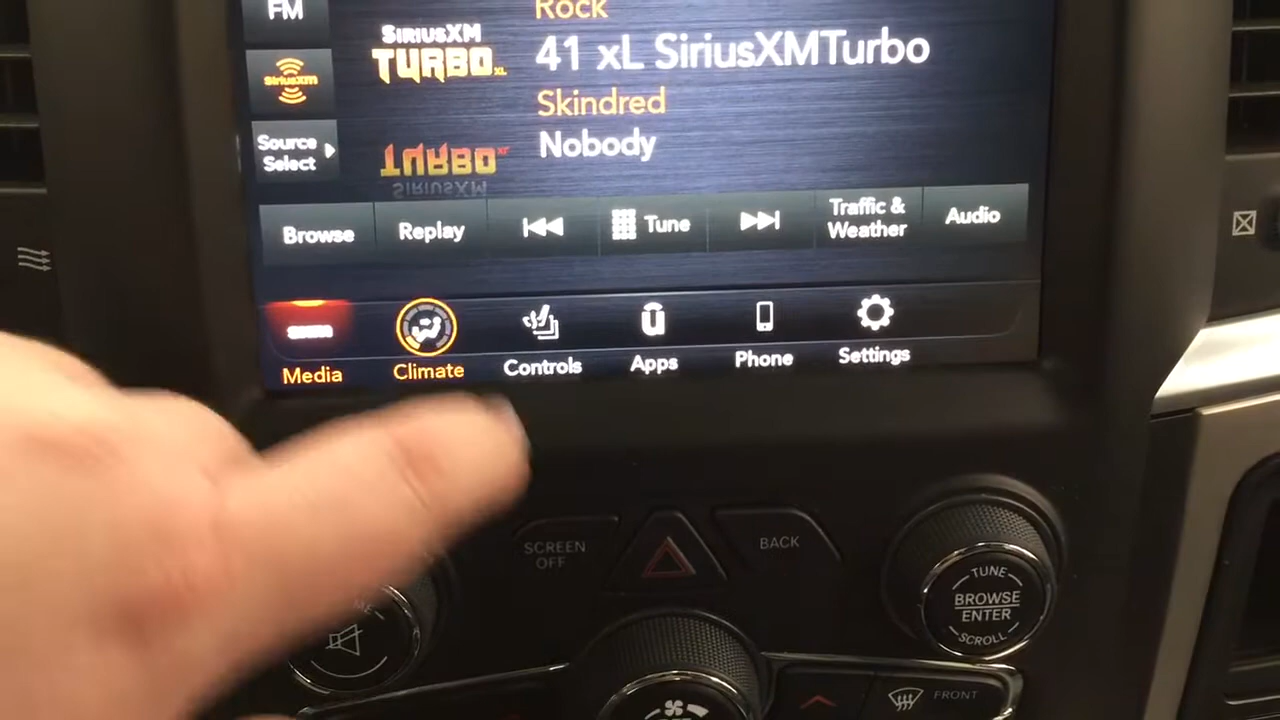 FM
SiriusXM
Source
Select
SiriusXM
TURBO XL
Rock
41 xL SiriusXMTurbo
Skindred
Nobody
TURBO
SIRIUSXM
Browse
Replay
Tune
Traffic &
Weather
Audio
Media
Climate
Controls
Apps
Phone
Settings
SCREEN
OFF
BACK
TUNE
BROWSE
ENTER
SCROLL
FRONT